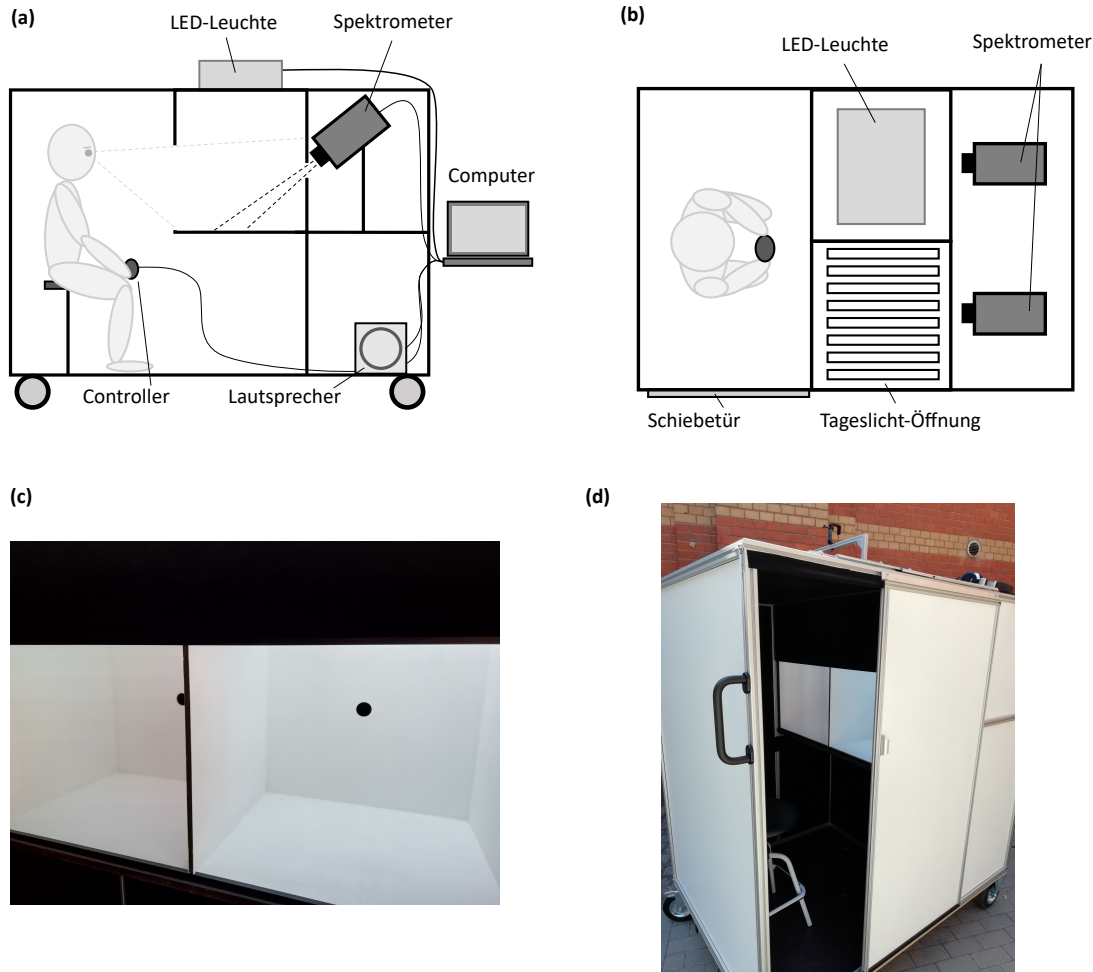 (a)
LED-Leuchte
Spektrometer
Computer
Controller
Lautsprecher
(b)
LED-Leuchte
Spektrometer
Schiebetür
Tageslicht-Öffnung
(c)
(d)